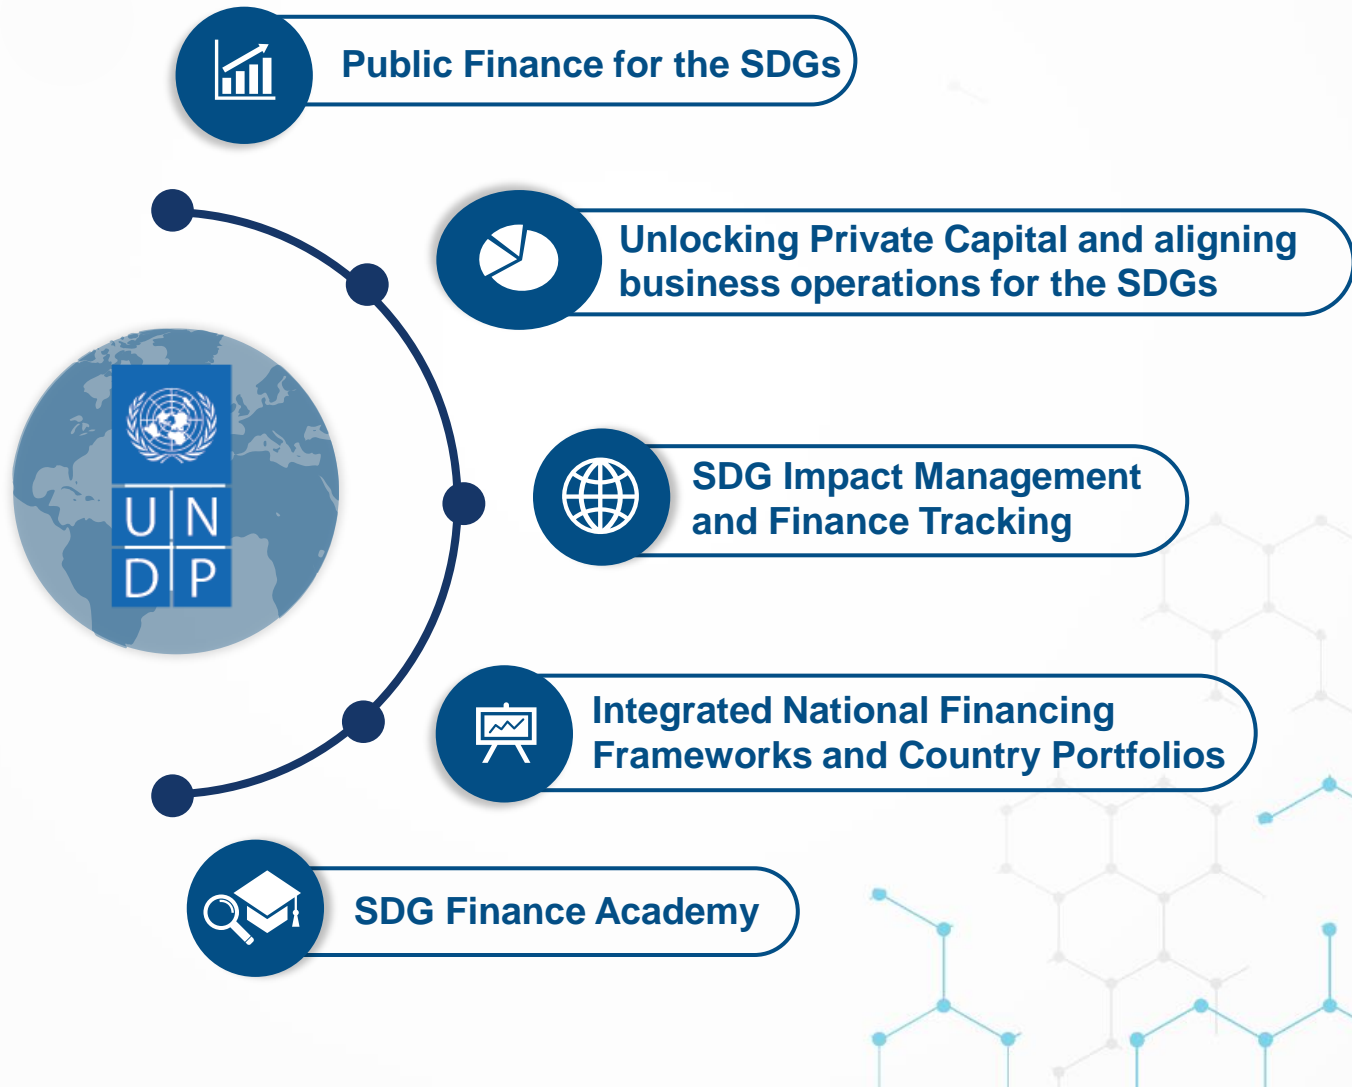 Public Finance for the SDGs
Unlocking Private Capital and aligning
business operations for the SDGs
U N
D P
SDG Impact Management
and Finance Tracking
Integrated National Financing
Frameworks and Country Portfolios
SDG Finance Academy